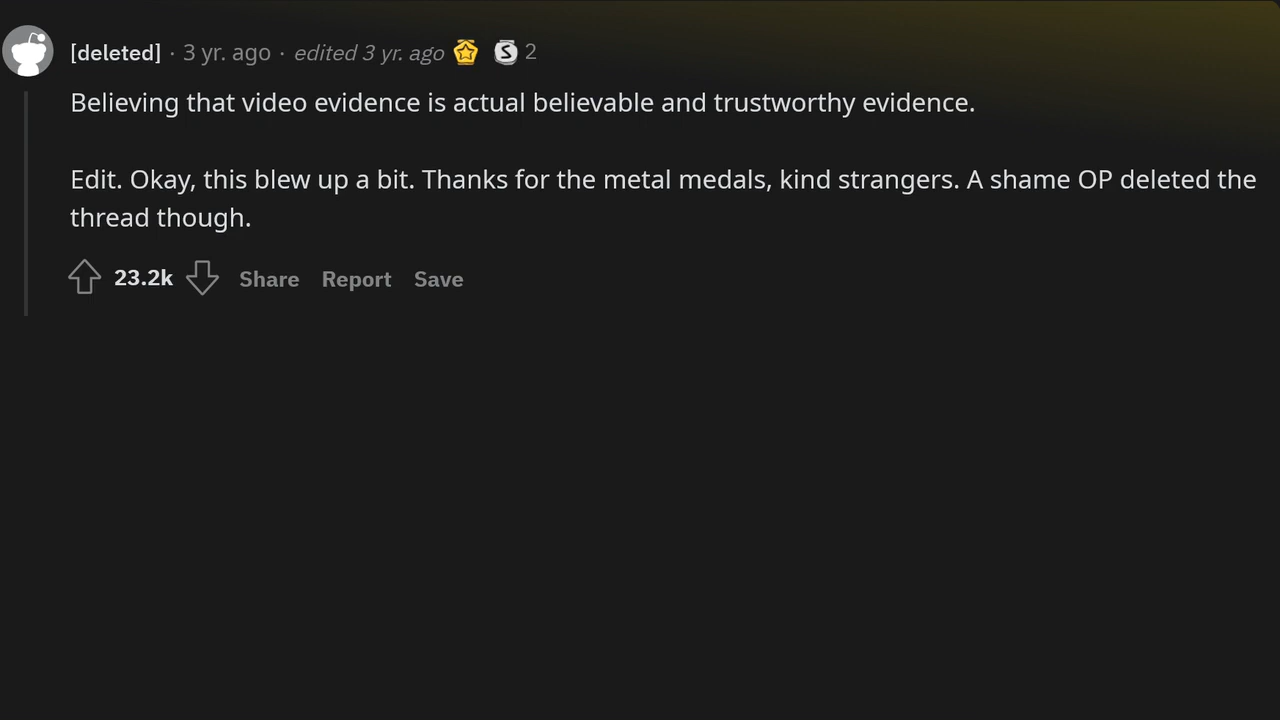 [deleted] · 3 yr. ago · edited 3 yr. ago S 2
Believing that video evidence is actual believable and trustworthy evidence.
Edit. Okay, this blew up a bit. Thanks for the metal medals, kind strangers. A shame OP deleted the
thread though.
23.2k Share Report Save